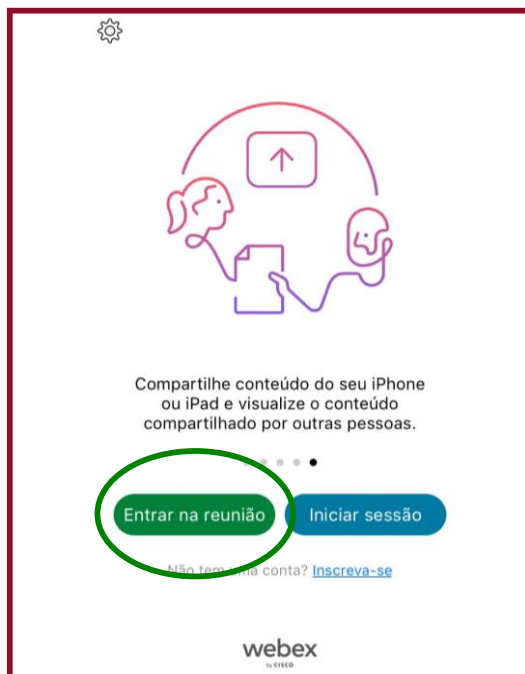 Compartilhe conteúdo do seu iPhone
ou iPad e visualize o conteúdo
compartilhado por outras pessoas.
Entrar na reunião
Iniciar sessão
Não tem uma conta? Inscreva-se
webex
by CISCO